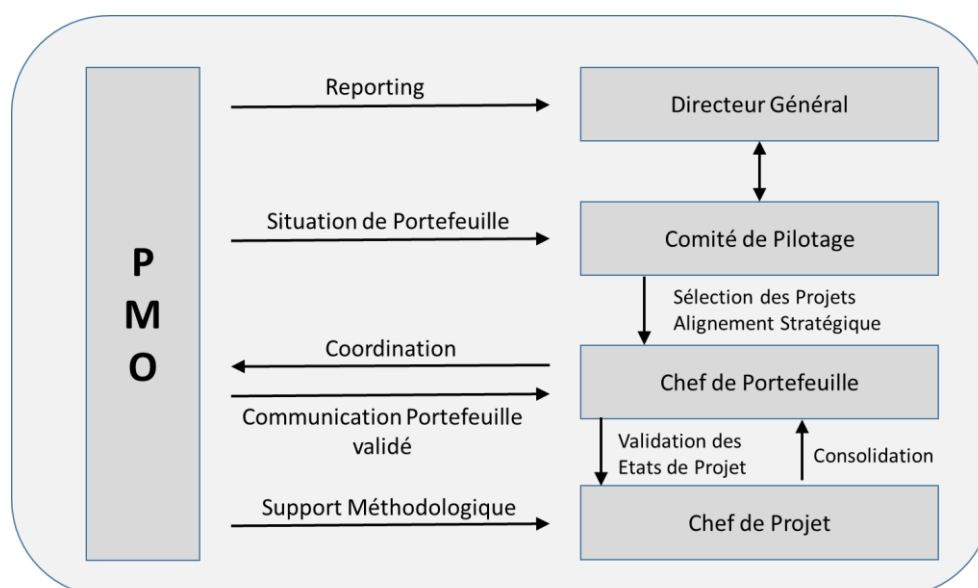 Reporting
Directeur Général
Situation de Portefeuille
Comité de Pilotage
P
M
O
Sélection des Projets
Alignement Stratégique
Coordination
Chef de Portefeuille
Communication Portefeuille
validé
Validation des
Etats de Projet
Consolidation
Support Méthodologique
Chef de Projet